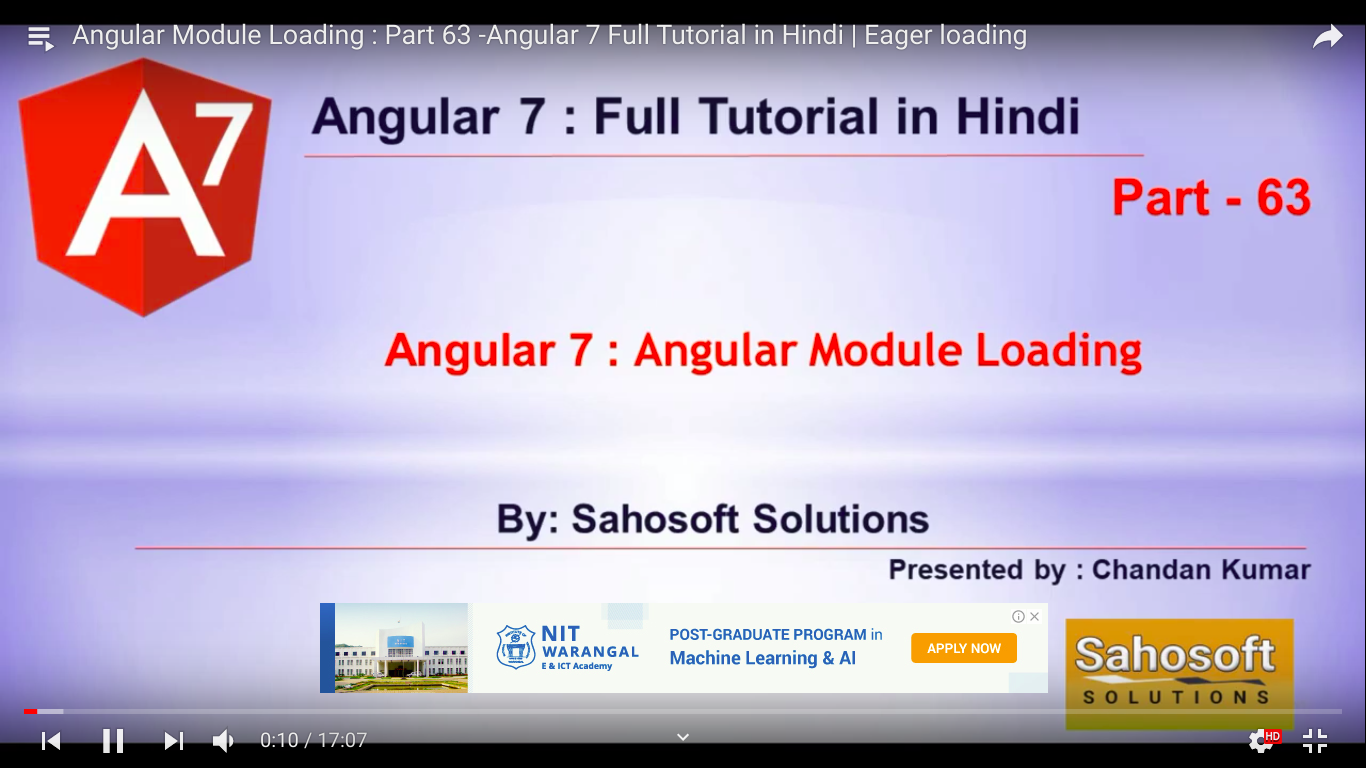 Angular Module Loading : Part 63 -Angular 7 Full Tutorial in Hindi | Eager loading
A7
Angular 7 : Full Tutorial in Hindi
Part - 63
Angular 7 : Angular Module Loading
By: Sahosoft Solutions
Presented by : Chandan Kumar
NIT
WARANGAL
E & ICT Academy
POST-GRADUATE PROGRAM in
Machine Learning & AI
APPLY NOW
Sahosoft
SOLUTIONS
0:10 / 17:07
HD